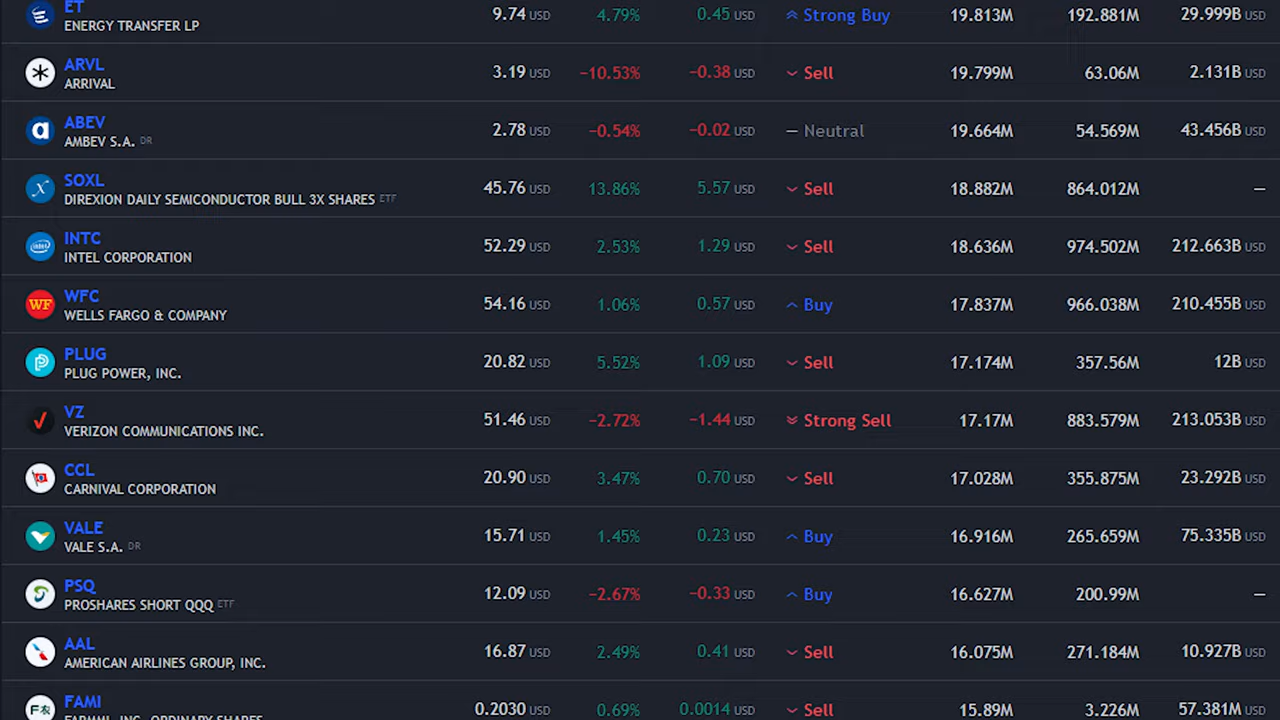 ET 9.74 USD 4.79% 0.45 USD Strong Buy 19.813M 192.881M 29.999B USD
ENERGY TRANSFER LP
ARVL 3.19 USD −10.53% −0.38 USD Sell 19.799M 63.06M 2.131B USD
ARRIVAL
ABEV 2.78 USD −0.54% −0.02 USD — Neutral 19.664M 54.569M 43.456B USD
AMBEV S.A. DR
SOXL 45.76 USD 13.86% 5.57 USD Sell 18.882M 864.012M —
DIREXION DAILY SEMICONDUCTOR BULL 3X SHARES ETF
INTC 52.29 USD 2.53% 1.29 USD Sell 18.636M 974.502M 212.663B USD
INTEL CORPORATION
WFC 54.16 USD 1.06% 0.57 USD Buy 17.837M 966.038M 210.455B USD
WELLS FARGO & COMPANY
PLUG 20.82 USD 5.52% 1.09 USD Sell 17.174M 357.56M 12B USD
PLUG POWER, INC.
VZ 51.46 USD −2.72% −1.44 USD Strong Sell 17.17M 883.579M 213.053B USD
VERIZON COMMUNICATIONS INC.
CCL 20.90 USD 3.47% 0.70 USD Sell 17.028M 355.875M 23.292B USD
CARNIVAL CORPORATION
VALE 15.71 USD 1.45% 0.23 USD Buy 16.916M 265.659M 75.335B USD
VALE S.A. DR
PSQ 12.09 USD −2.67% −0.33 USD Buy 16.627M 200.99M —
PROSHARES SHORT QQQ ETF
AAL 16.87 USD 2.49% 0.41 USD Sell 16.075M 271.184M 10.927B USD
AMERICAN AIRLINES GROUP, INC.
FAMI 0.2030 USD 0.69% 0.0014 USD Sell 15.89M 3.226M 57.381M USD
FARMMI, INC. ORDINARY SHARES